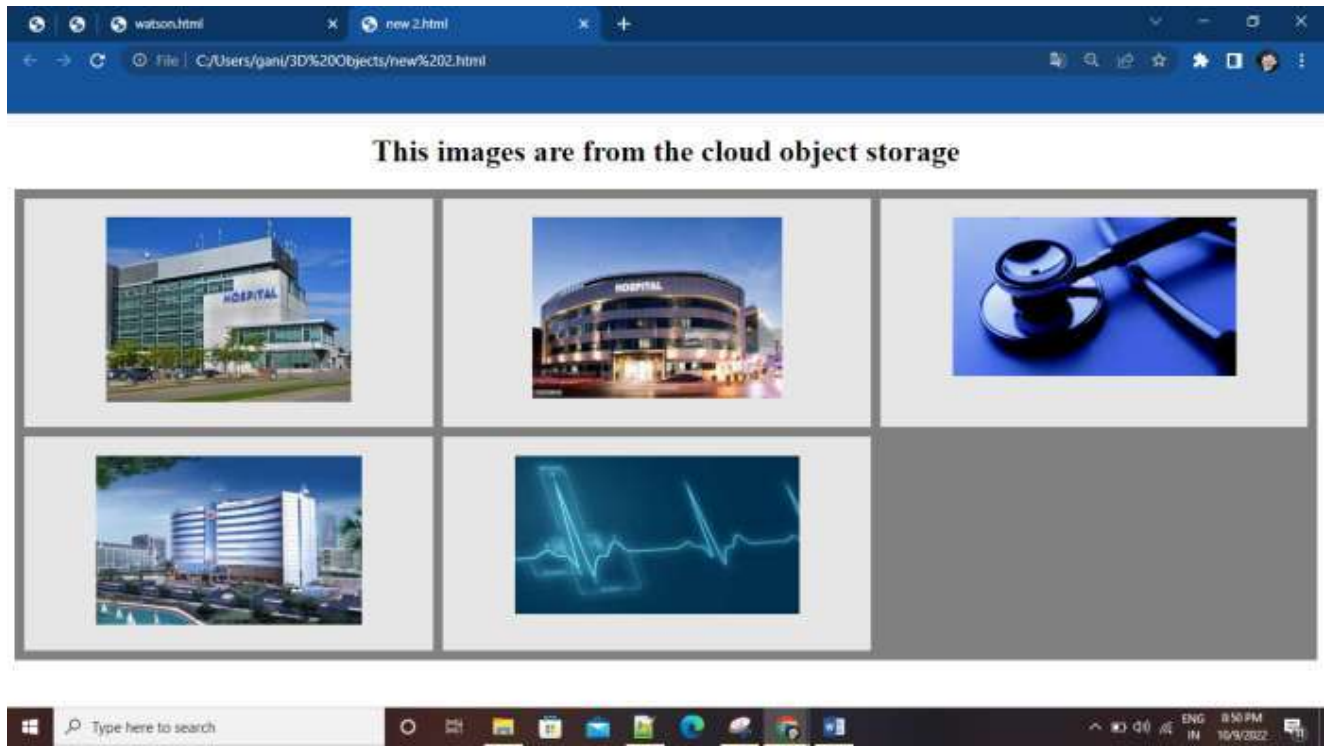 watson.html
new 2.html
File | C:/Users/gani/3D%20Objects/new%202.html
This images are from the cloud object storage
HOSPITAL
HOSPITAL
Type here to search
ENG
IN
8:50 PM
10/9/2022